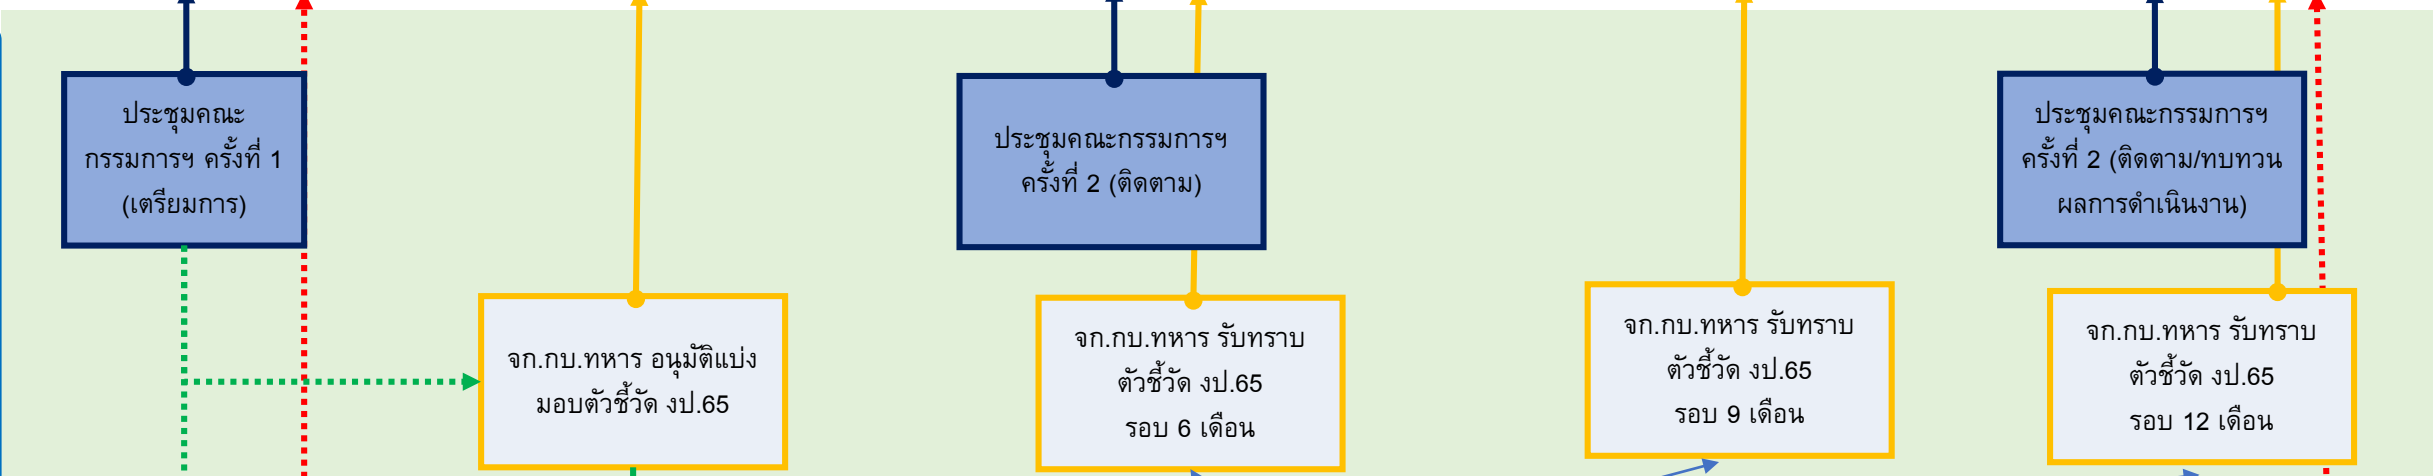 ประชุมคณะ
กรรมการฯ ครั้งที่ 1
(เตรียมการ)
จก.กบ.ทหาร อนุมัติแบ่ง
มอบตัวชี้วัด งป.65
ประชุมคณะกรรมการฯ
ครั้งที่ 2 (ติดตาม)
จก.กบ.ทหาร รับทราบ
ตัวชี้วัด งป.65
รอบ 6 เดือน
จก.กบ.ทหาร รับทราบ
ตัวชี้วัด งป.65
รอบ 9 เดือน
ประชุมคณะกรรมการฯ
ครั้งที่ 2 (ติดตาม/ทบทวน
ผลการดำเนินงาน)
จก.กบ.ทหาร รับทราบ
ตัวชี้วัด งป.65
รอบ 12 เดือน